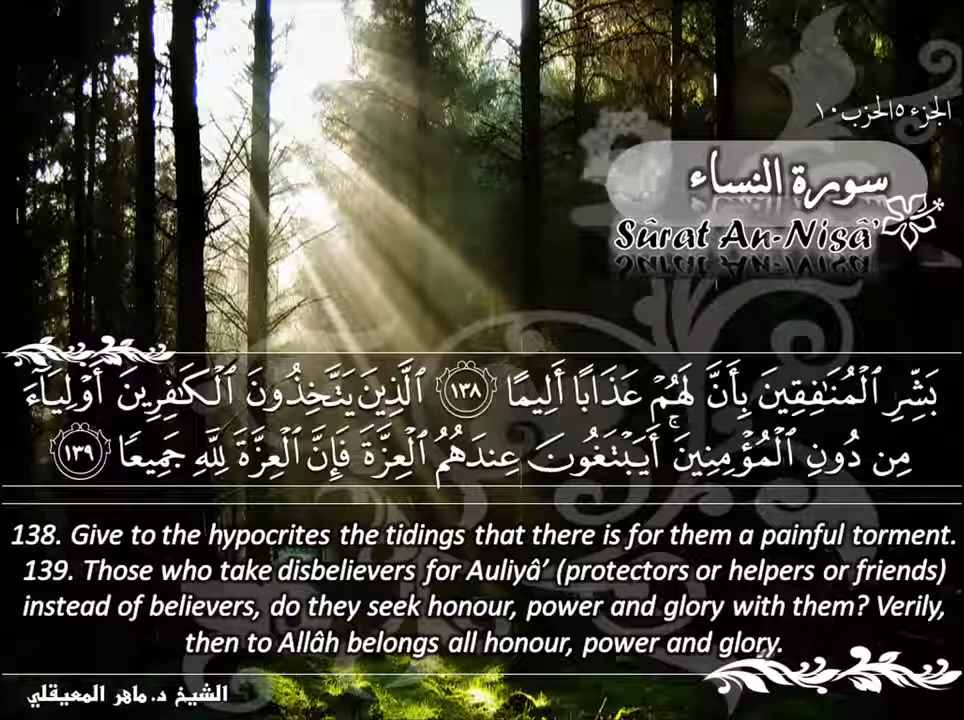 الجزء ٥ الحزب ١٠
سورة النساء
Sûrat An-Nisâ'
بَشِّرِ ٱلْمُنَٰفِقِينَ بِأَنَّ لَهُمْ عَذَابًا أَلِيمًا ١٣٨ ٱلَّذِينَ يَتَّخِذُونَ ٱلْكَٰفِرِينَ أَوْلِيَآءَ
مِن دُونِ ٱلْمُؤْمِنِينَ ۚ أَيَبْتَغُونَ عِندَهُمُ ٱلْعِزَّةَ فَإِنَّ ٱلْعِزَّةَ لِلَّهِ جَمِيعًا ١٣٩
138. Give to the hypocrites the tidings that there is for them a painful torment.
139. Those who take disbelievers for Auliyâ' (protectors or helpers or friends)
instead of believers, do they seek honour, power and glory with them? Verily,
then to Allâh belongs all honour, power and glory.
الشيخ د. ماهر المعيقلي